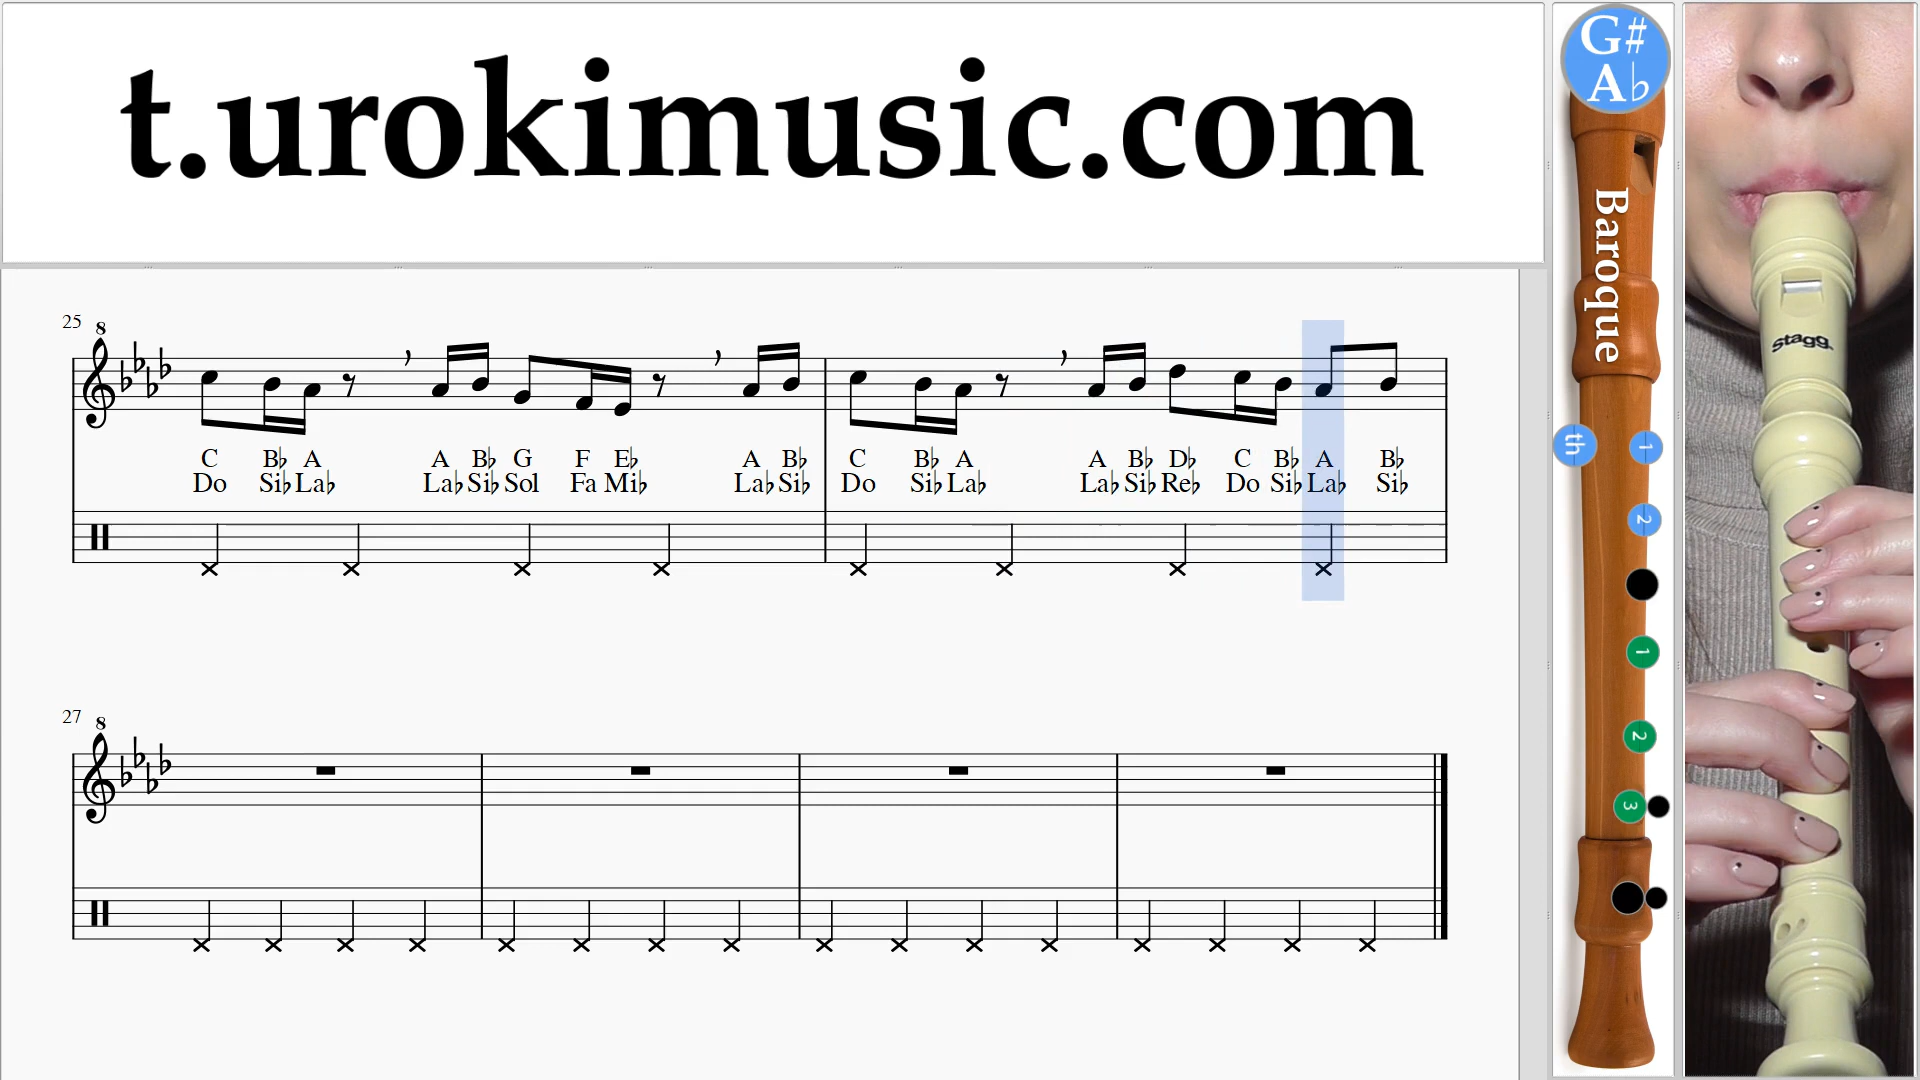 t.urokimusic.com
G♯
A♭
Baroque
Stagg
25
8
C B♭ A A B♭ G F E♭ A B♭ C B♭ A A B♭ D♭ C B♭ A B♭
Do Si♭ La♭ La♭ Si♭ Sol Fa Mi♭ La♭ Si♭ Do Si♭ La♭ La♭ Si♭ Re♭ Do Si♭ La♭ Si♭
th
1
2
1
2
3
27
8